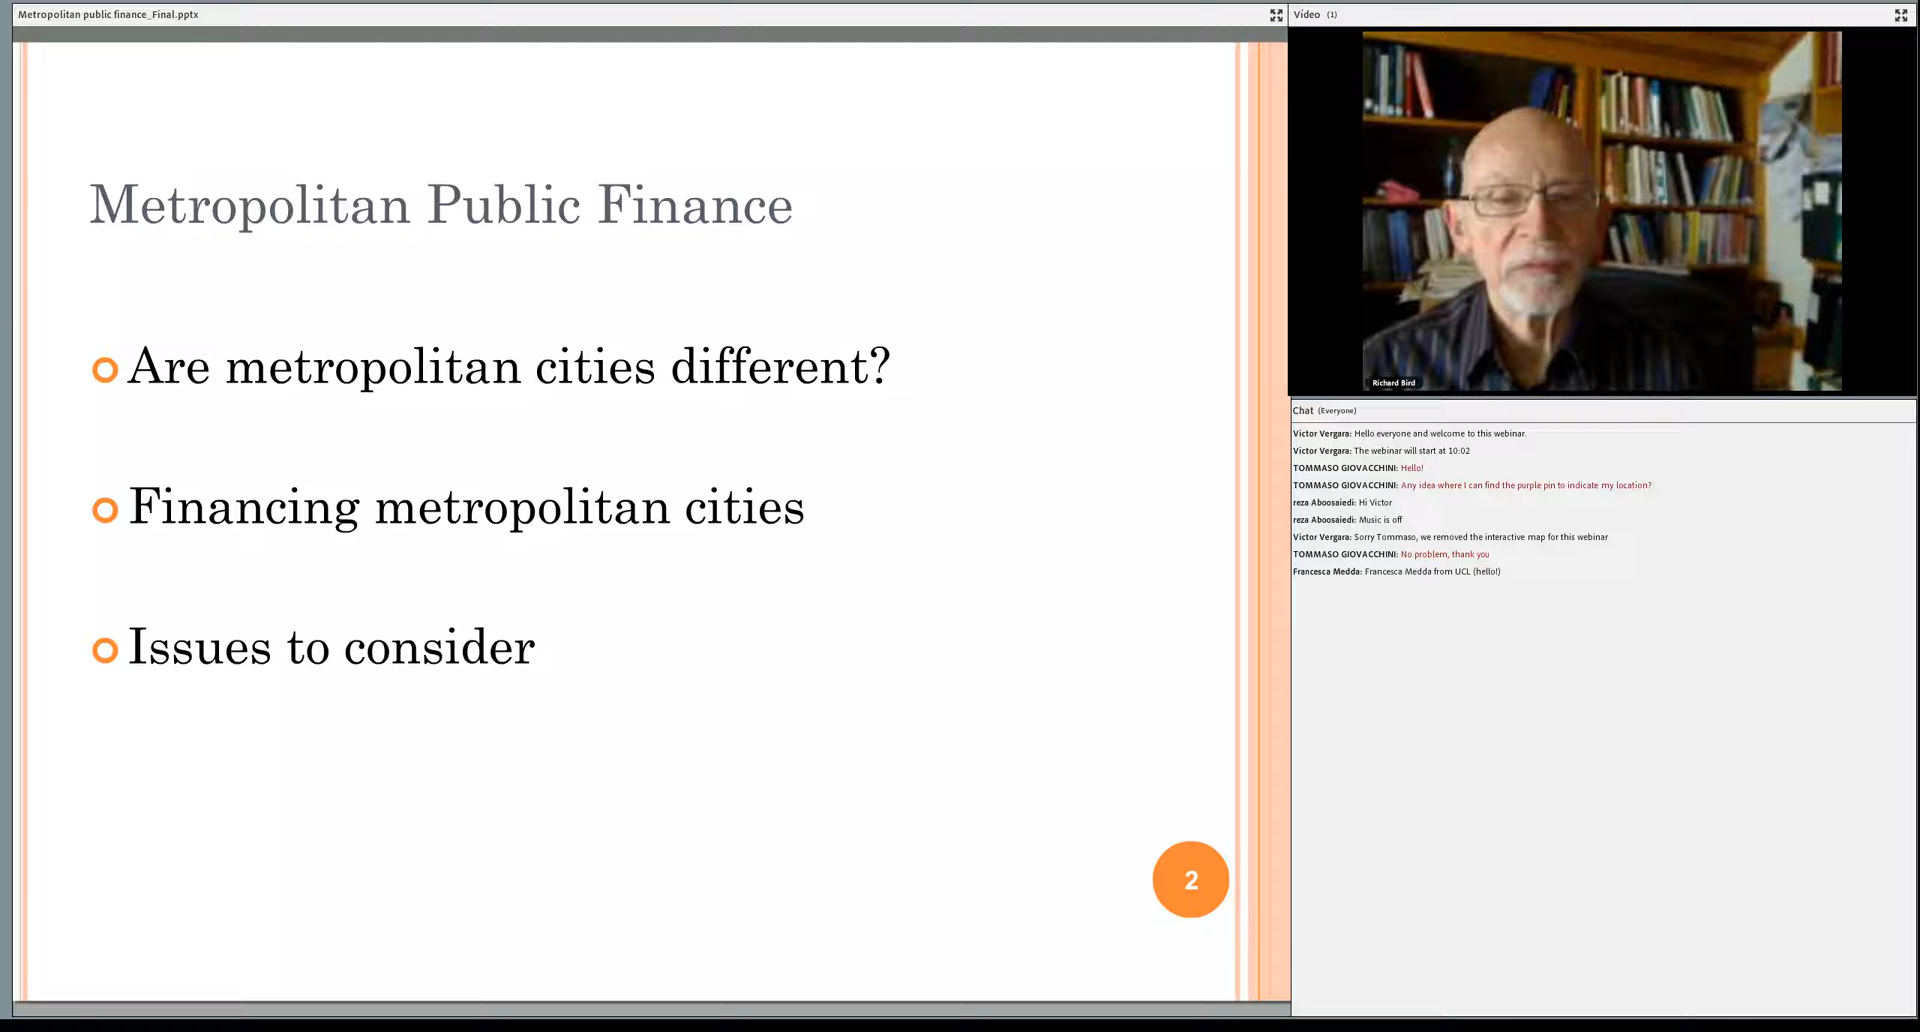 Metropolitan public finance_Final.pptx
Metropolitan Public Finance
Are metropolitan cities different?
Financing metropolitan cities
Issues to consider
2
Video (1)
Richard Bird
Chat (Everyone)
Victor Vergara: Hello everyone and welcome to this webinar.
Victor Vergara: The webinar will start at 10:02
TOMMASO GIOVACCHINI: Hello!
TOMMASO GIOVACCHINI: Any idea where I can find the purple pin to indicate my location?
reza Aboosaiedi: Hi Victor
reza Aboosaiedi: Music is off
Victor Vergara: Sorry Tommaso, we removed the interactive map for this webinar
TOMMASO GIOVACCHINI: No problem, thank you
Francesca Medda: Francesca Medda from UCL (hello!)